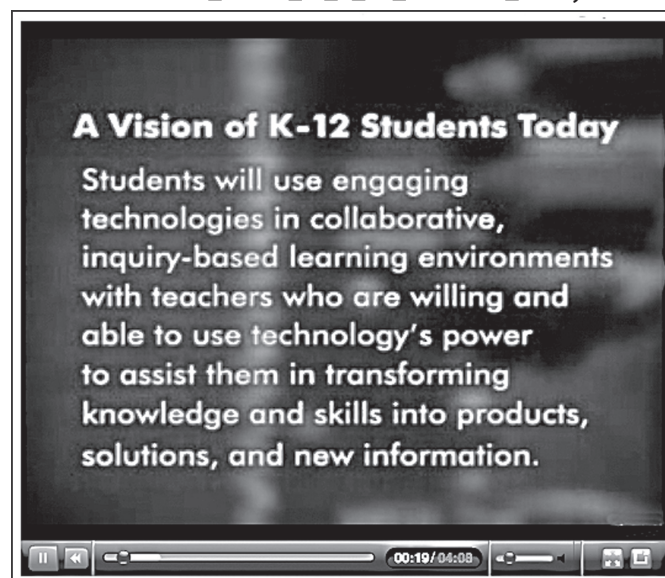 A Vision of K-12 Students Today
Students will use engaging
technologies in collaborative,
inquiry-based learning environments
with teachers who are willing and
able to use technology's power
to assist them in transforming
knowledge and skills into products,
solutions, and new information.
00:19/04:08